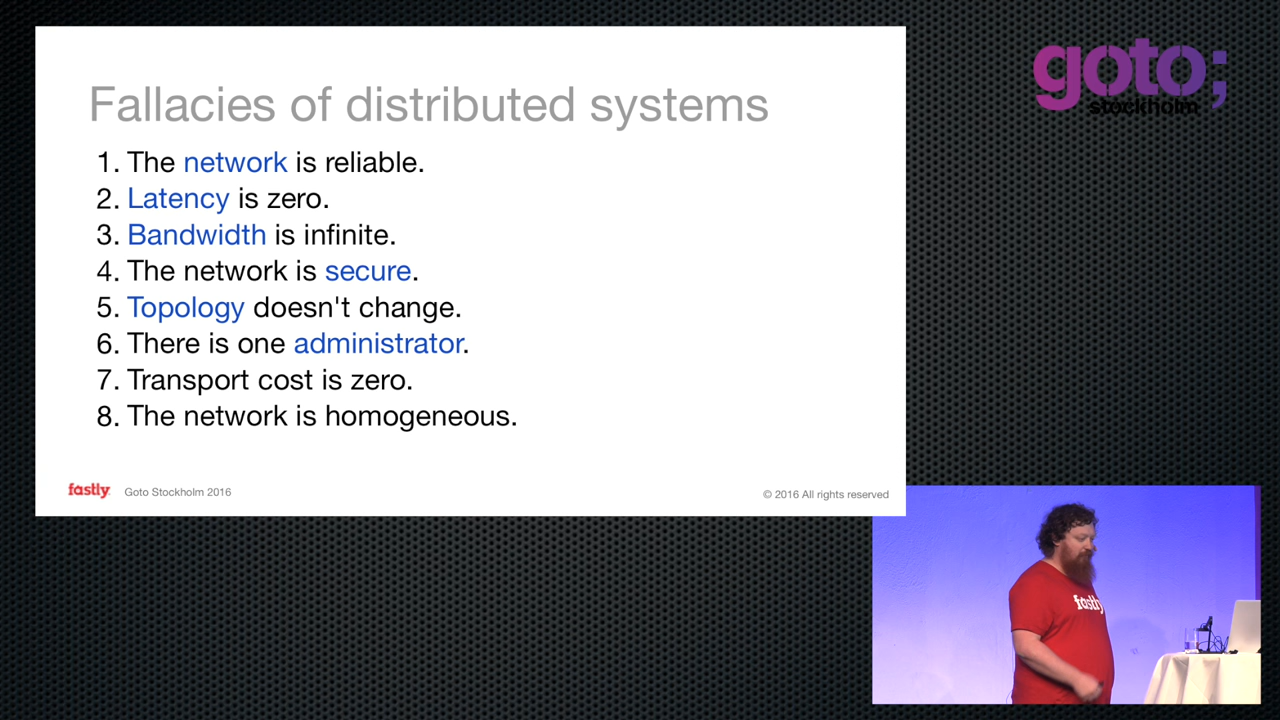 goto;
stockholm
Fallacies of distributed systems
1. The network is reliable.
2. Latency is zero.
3. Bandwidth is infinite.
4. The network is secure.
5. Topology doesn't change.
6. There is one administrator.
7. Transport cost is zero.
8. The network is homogeneous.
fastly
Goto Stockholm 2016
© 2016 All rights reserved
fastly